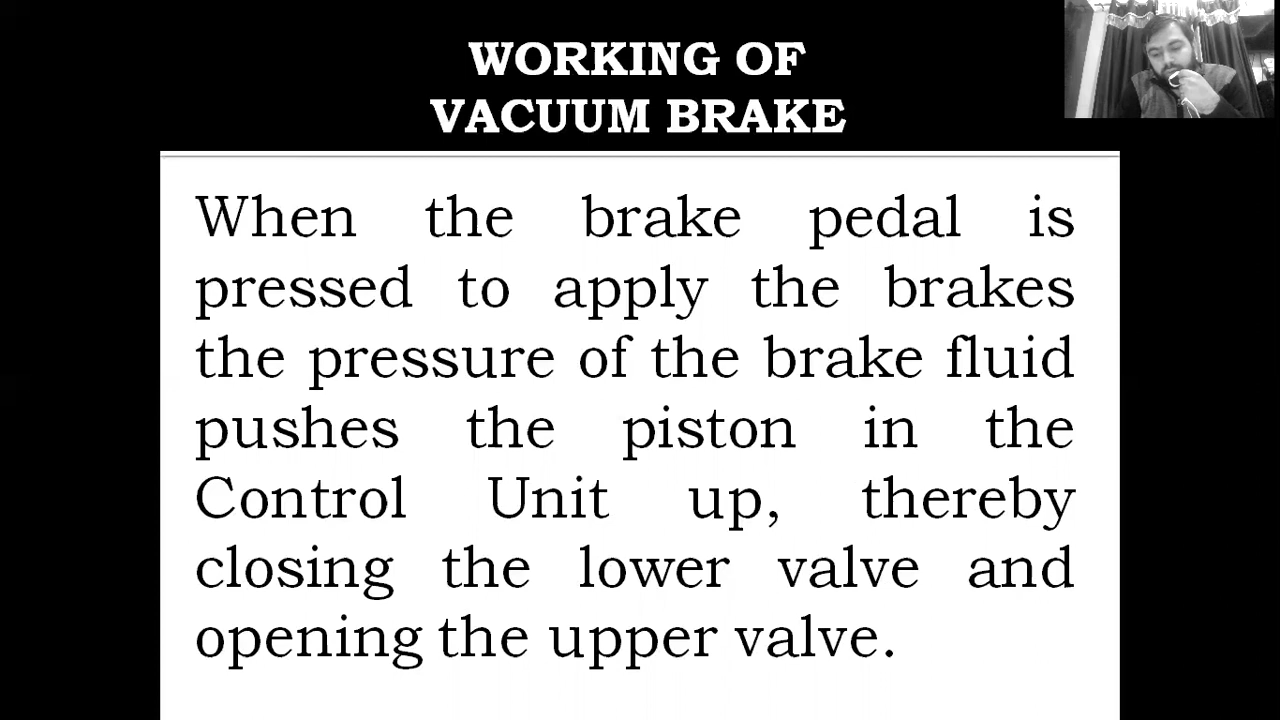 WORKING OF
VACUUM BRAKE
When the brake pedal is
pressed to apply the brakes
the pressure of the brake fluid
pushes the piston in the
Control Unit up, thereby
closing the lower valve and
opening the upper valve.